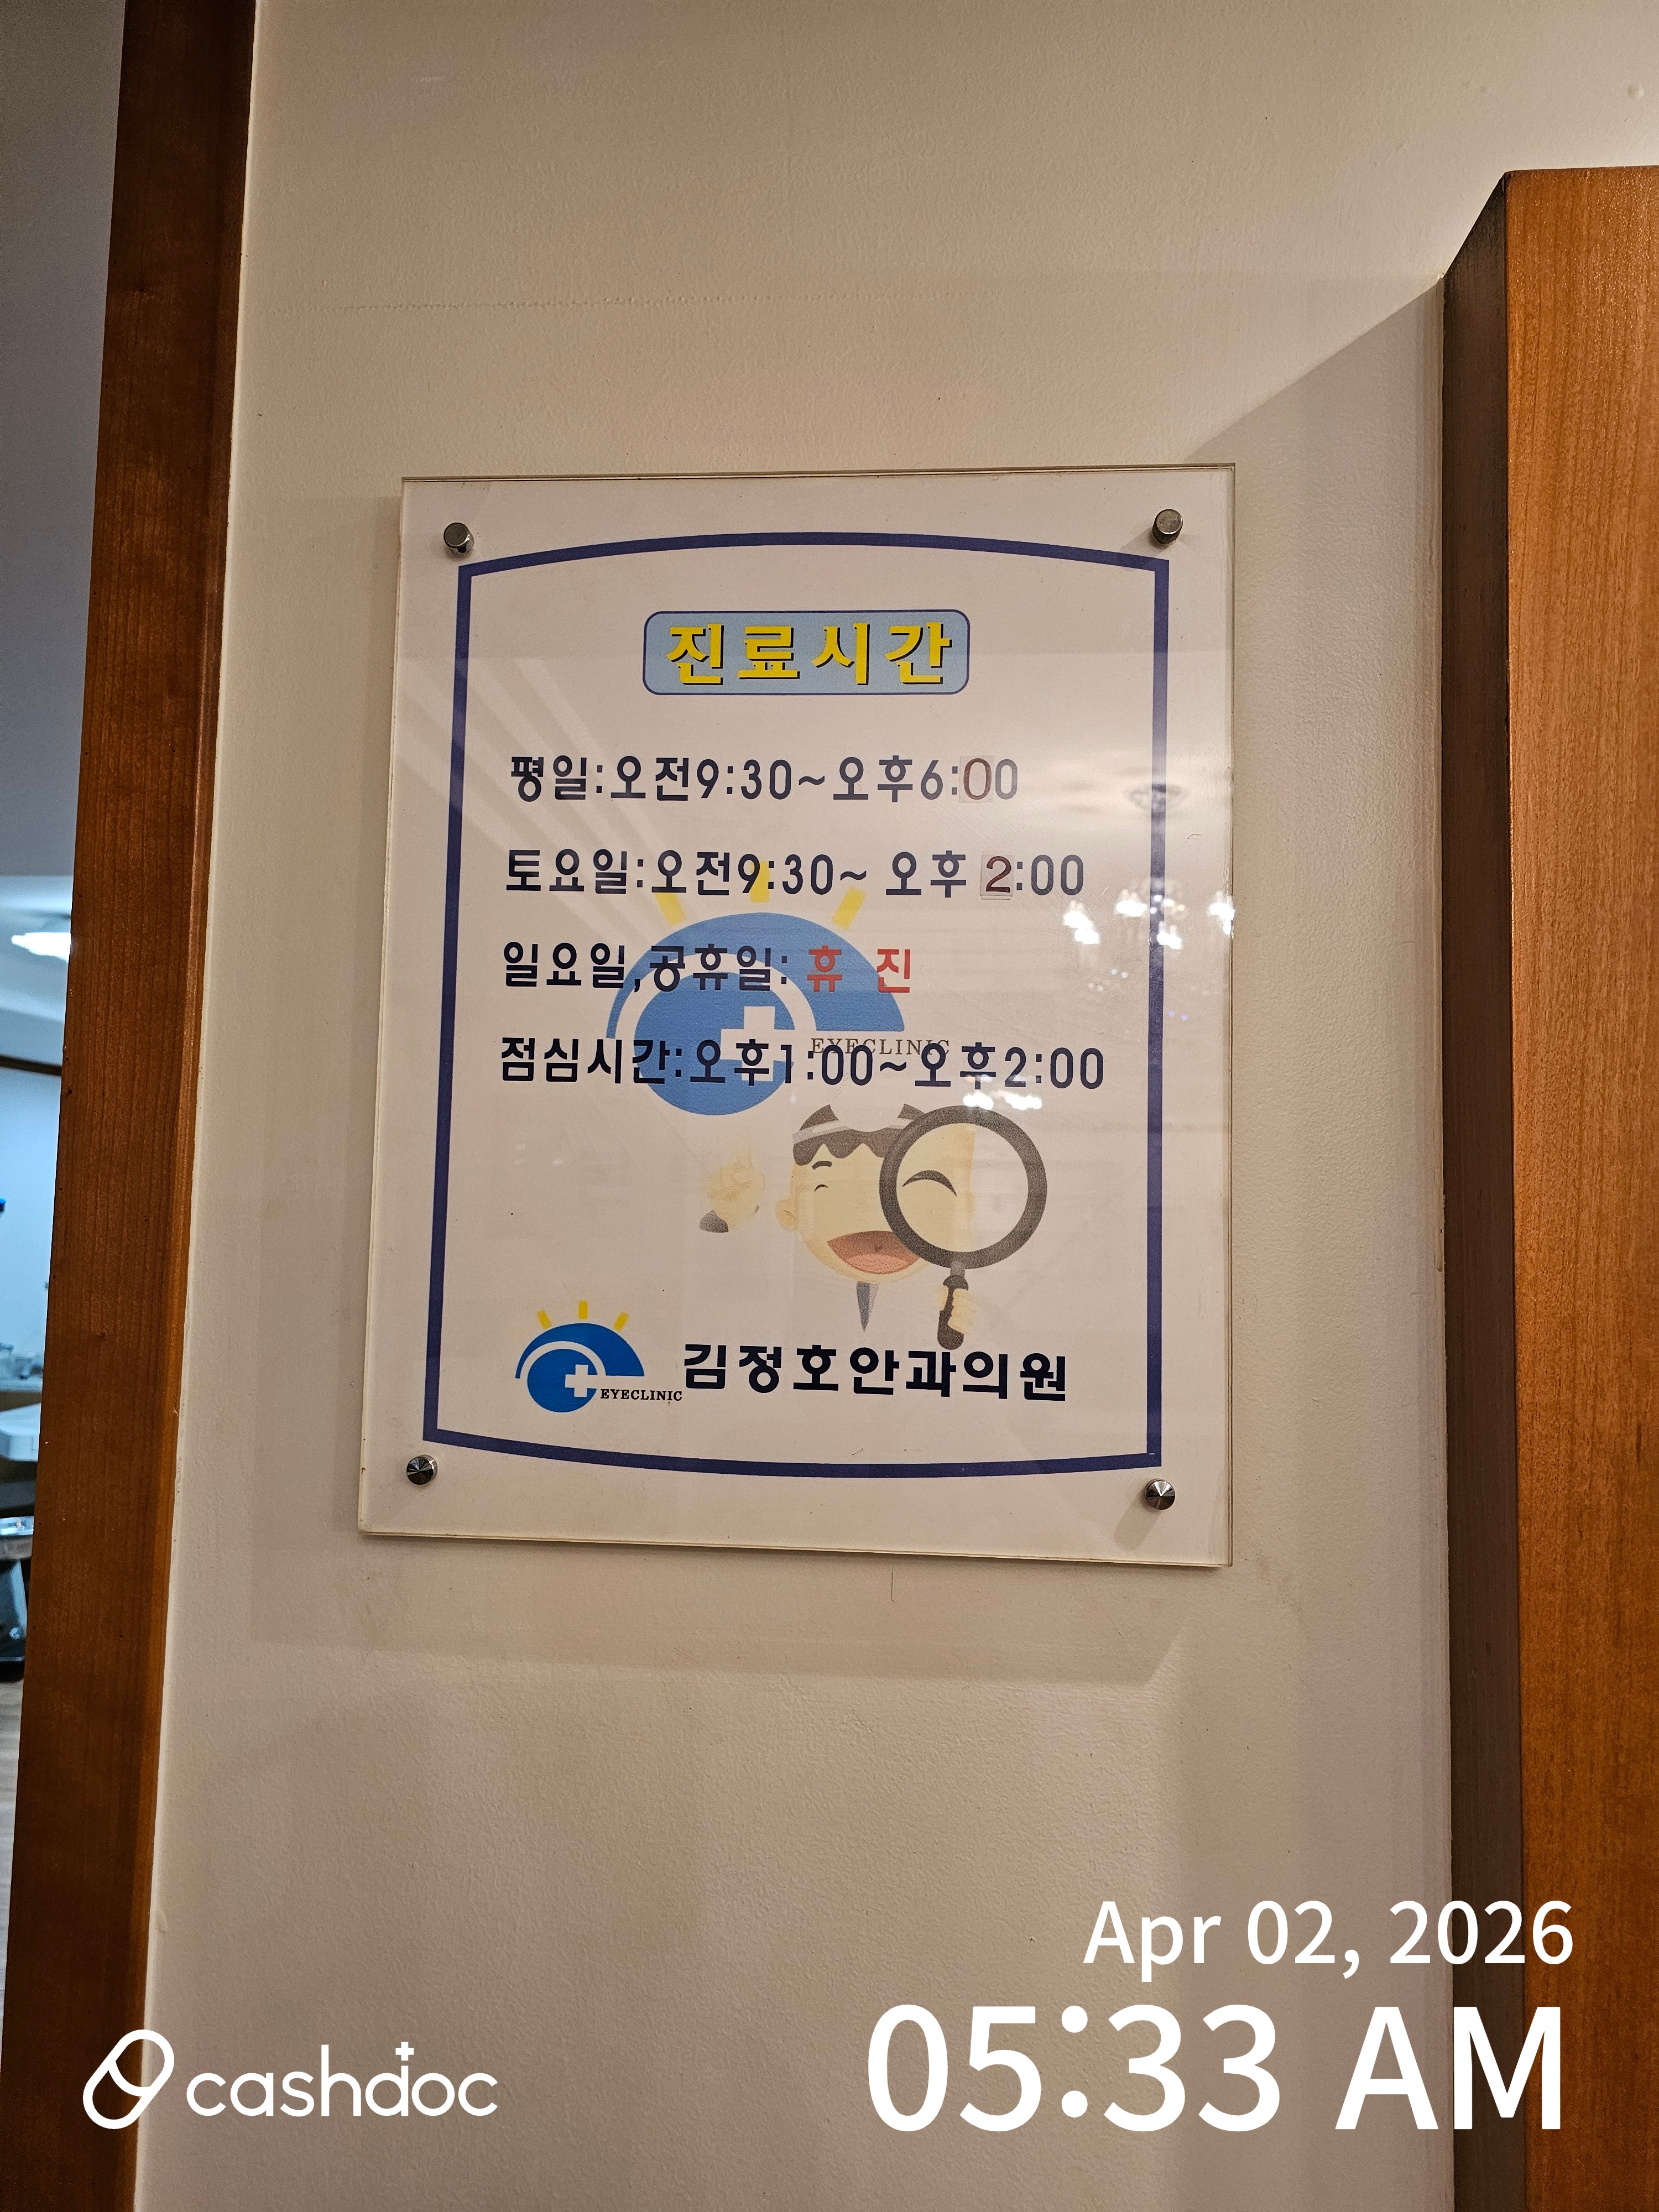 진료시간
평일:오전9:30~오후6:00
토요일:오전9:30~ 오후 2:00
일요일,공휴일: 휴 진
EYECLINIC
점심시간:오후1:00~오후2:00
EYECLINIC 김정호안과의원
Apr 02, 2026
05:33 AM
cashdoc